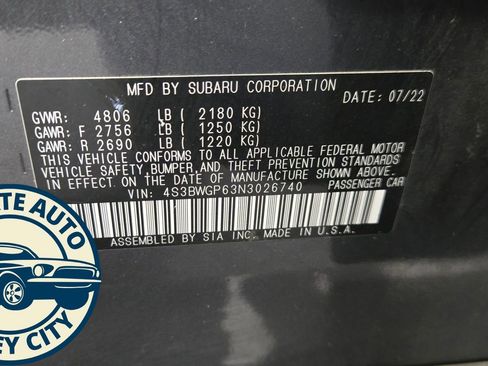 MFD BY SUBARU CORPORATION
DATE: 07/22
GVWR: 4806 LB ( 2180 KG)
GAWR: F 2756 LB ( 1250 KG)
GAWR: R 2690 LB ( 1220 KG)
THIS VEHICLE CONFORMS TO ALL APPLICABLE FEDERAL MOTOR
VEHICLE SAFETY,BUMPER,AND THEFT PREVENTION STANDARDS
IN EFFECT ON THE DATE OF MANUFACTURE SHOWN ABOVE.
VIN: 4S3BWGP63N3026740 PASSENGER CAR
ASSEMBLED BY SIA INC. MADE IN U.S.A.
AUTO
CITY